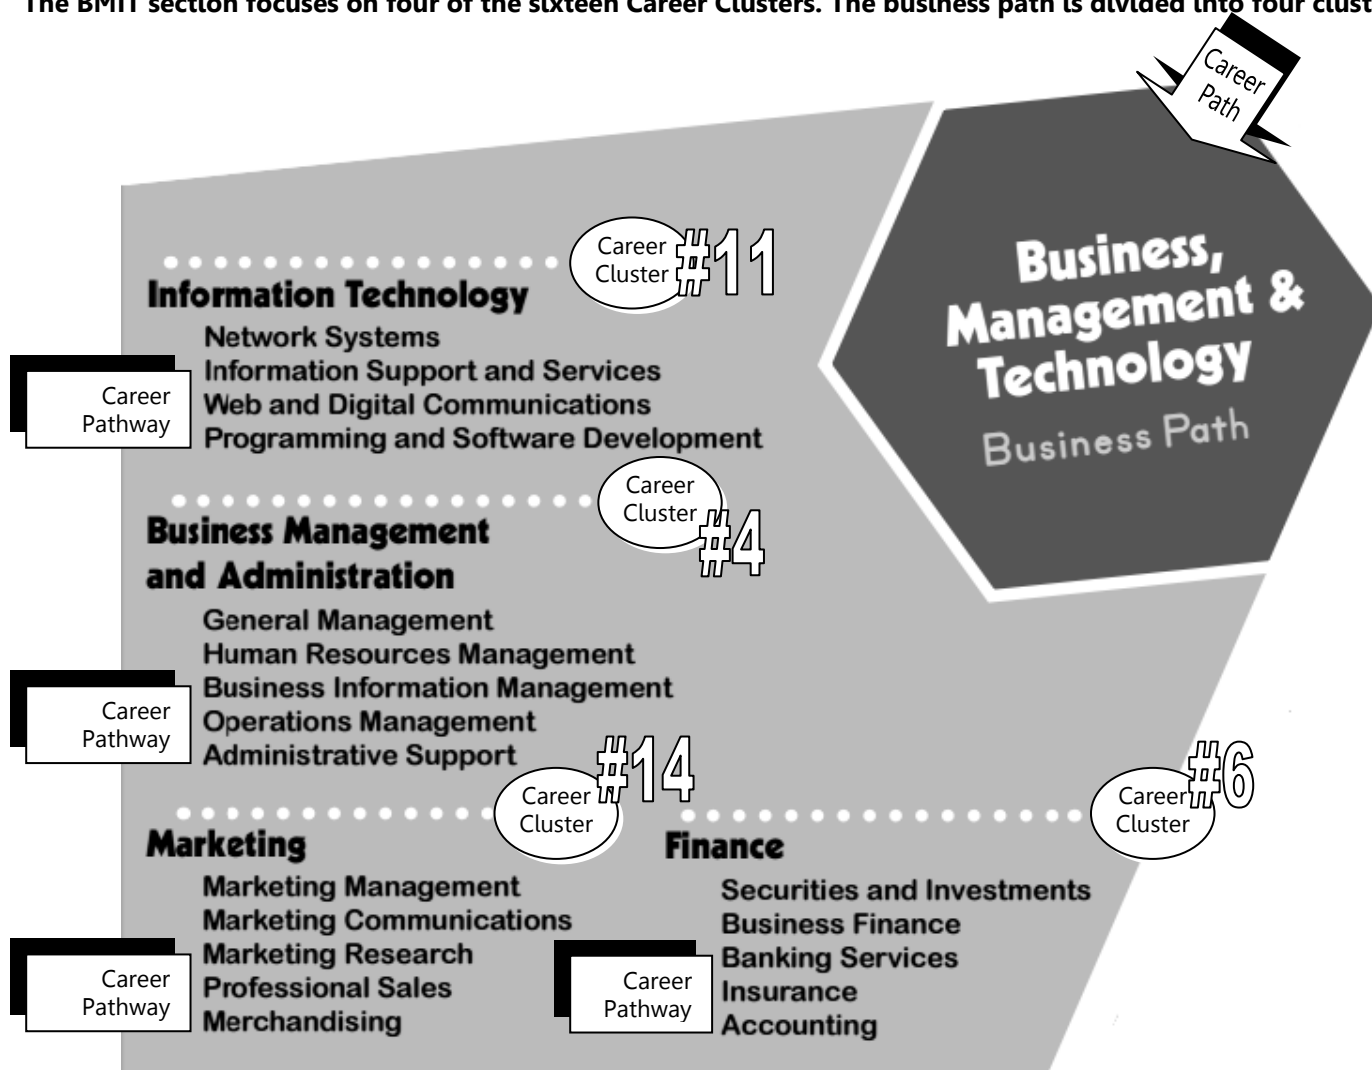 The BMIT section focuses on four of the sixteen Career Clusters. The business path is divided into four clust
Career
Path
Business,
Management &
Technology
Business Path
Career
Cluster
#11
Information Technology
Network Systems
Information Support and Services
Web and Digital Communications
Programming and Software Development
Career
Pathway
Career
Cluster
#4
Business Management
and Administration
General Management
Human Resources Management
Business Information Management
Operations Management
Administrative Support
Career
Pathway
Career
Cluster
#14
Marketing
Marketing Management
Marketing Communications
Marketing Research
Professional Sales
Merchandising
Career
Pathway
Career
Cluster
#6
Finance
Securities and Investments
Business Finance
Banking Services
Insurance
Accounting
Career
Pathway